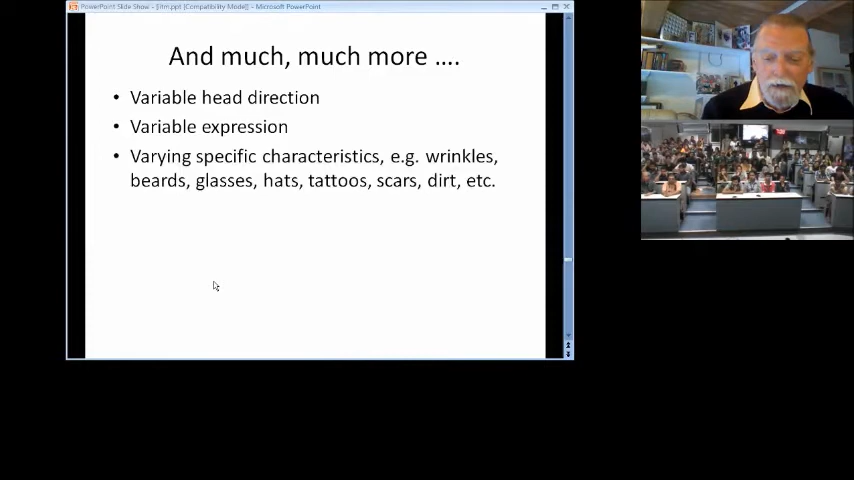 PowerPoint Slide Show - [itm.ppt [Compatibility Mode]] - Microsoft PowerPoint
And much, much more ....
• Variable head direction
• Variable expression
• Varying specific characteristics, e.g. wrinkles,
beards, glasses, hats, tattoos, scars, dirt, etc.